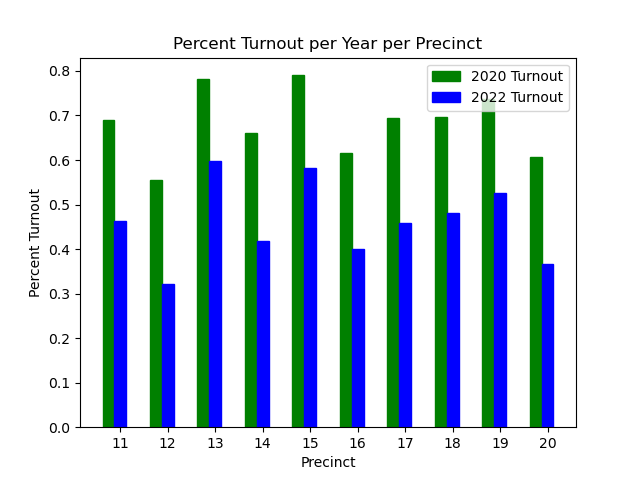 Percent Turnout per Year per Precinct
2020 Turnout
2022 Turnout
Percent Turnout
0.8
0.7
0.6
0.5
0.4
0.3
0.2
0.1
0.0
11 12 13 14 15 16 17 18 19 20
Precinct